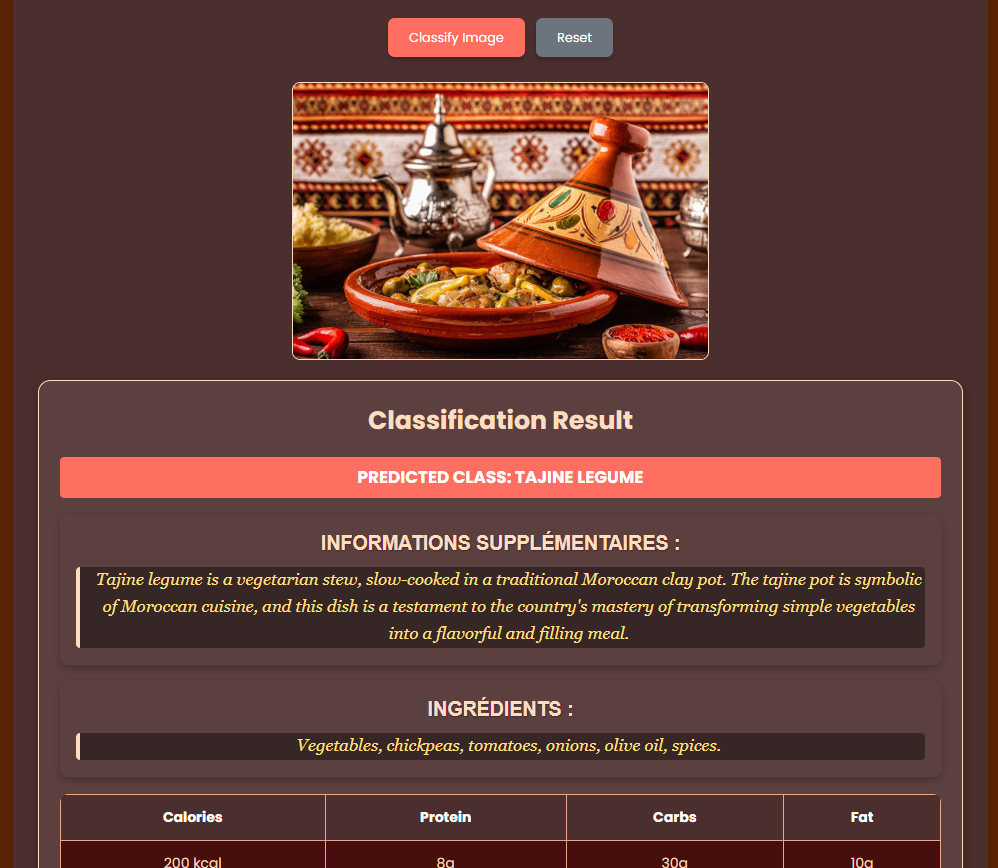 Classify Image
Reset
Classification Result
PREDICTED CLASS: TAJINE LEGUME
INFORMATIONS SUPPLÉMENTAIRES :
Tajine legume is a vegetarian stew, slow-cooked in a traditional Moroccan clay pot. The tajine pot is symbolic
of Moroccan cuisine, and this dish is a testament to the country's mastery of transforming simple vegetables
into a flavorful and filling meal.
INGRÉDIENTS :
Vegetables, chickpeas, tomatoes, onions, olive oil, spices.
Calories Protein Carbs Fat
200 kcal 8g 30g 10g